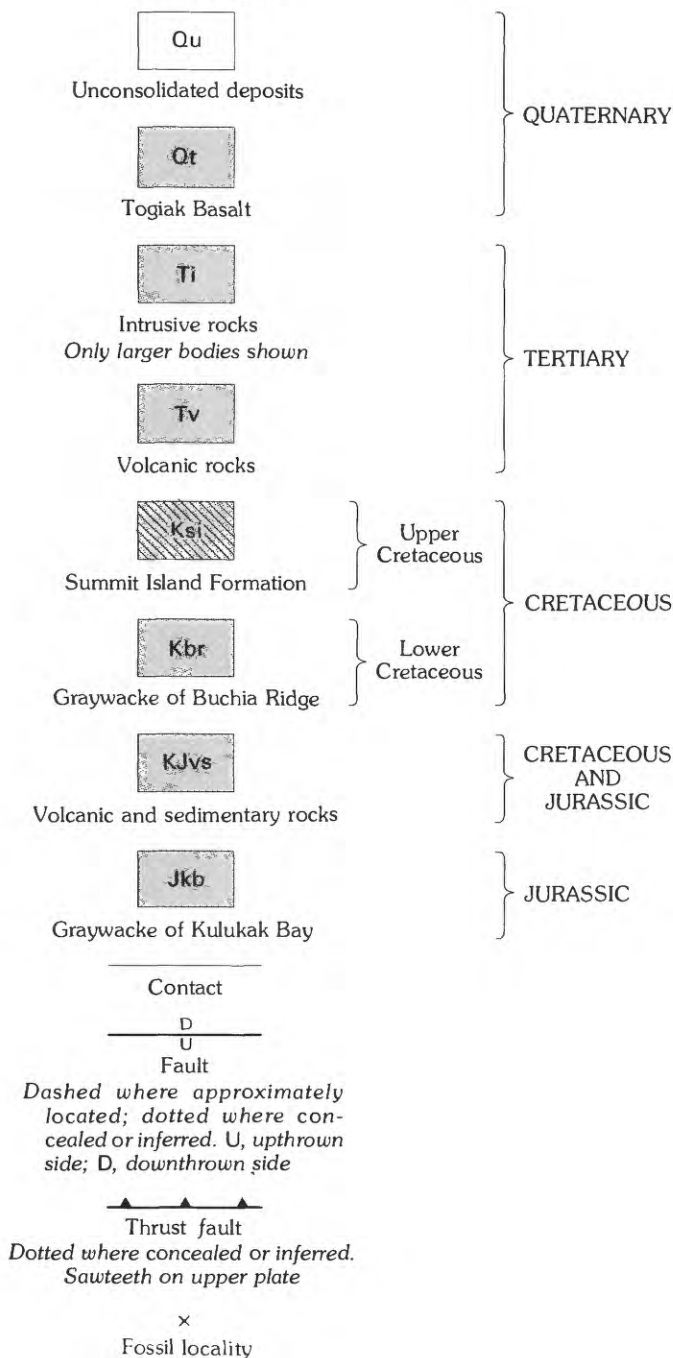 Qu
Unconsolidated deposits
QUATERNARY
Qt
Togiak Basalt
Ti
Intrusive rocks
Only larger bodies shown
TERTIARY
Tv
Volcanic rocks
Ksi
Summit Island Formation
Upper
Cretaceous
CRETACEOUS
Kbr
Graywacke of Buchia Ridge
Lower
Cretaceous
KJvs
Volcanic and sedimentary rocks
CRETACEOUS
AND
JURASSIC
Jkb
Graywacke of Kulukak Bay
JURASSIC
Contact
D
U
Fault
Dashed where approximately
located; dotted where con-
cealed or inferred. U, upthrown
side; D, downthrown side
Thrust fault
Dotted where concealed or inferred.
Sawteeth on upper plate
×
Fossil locality